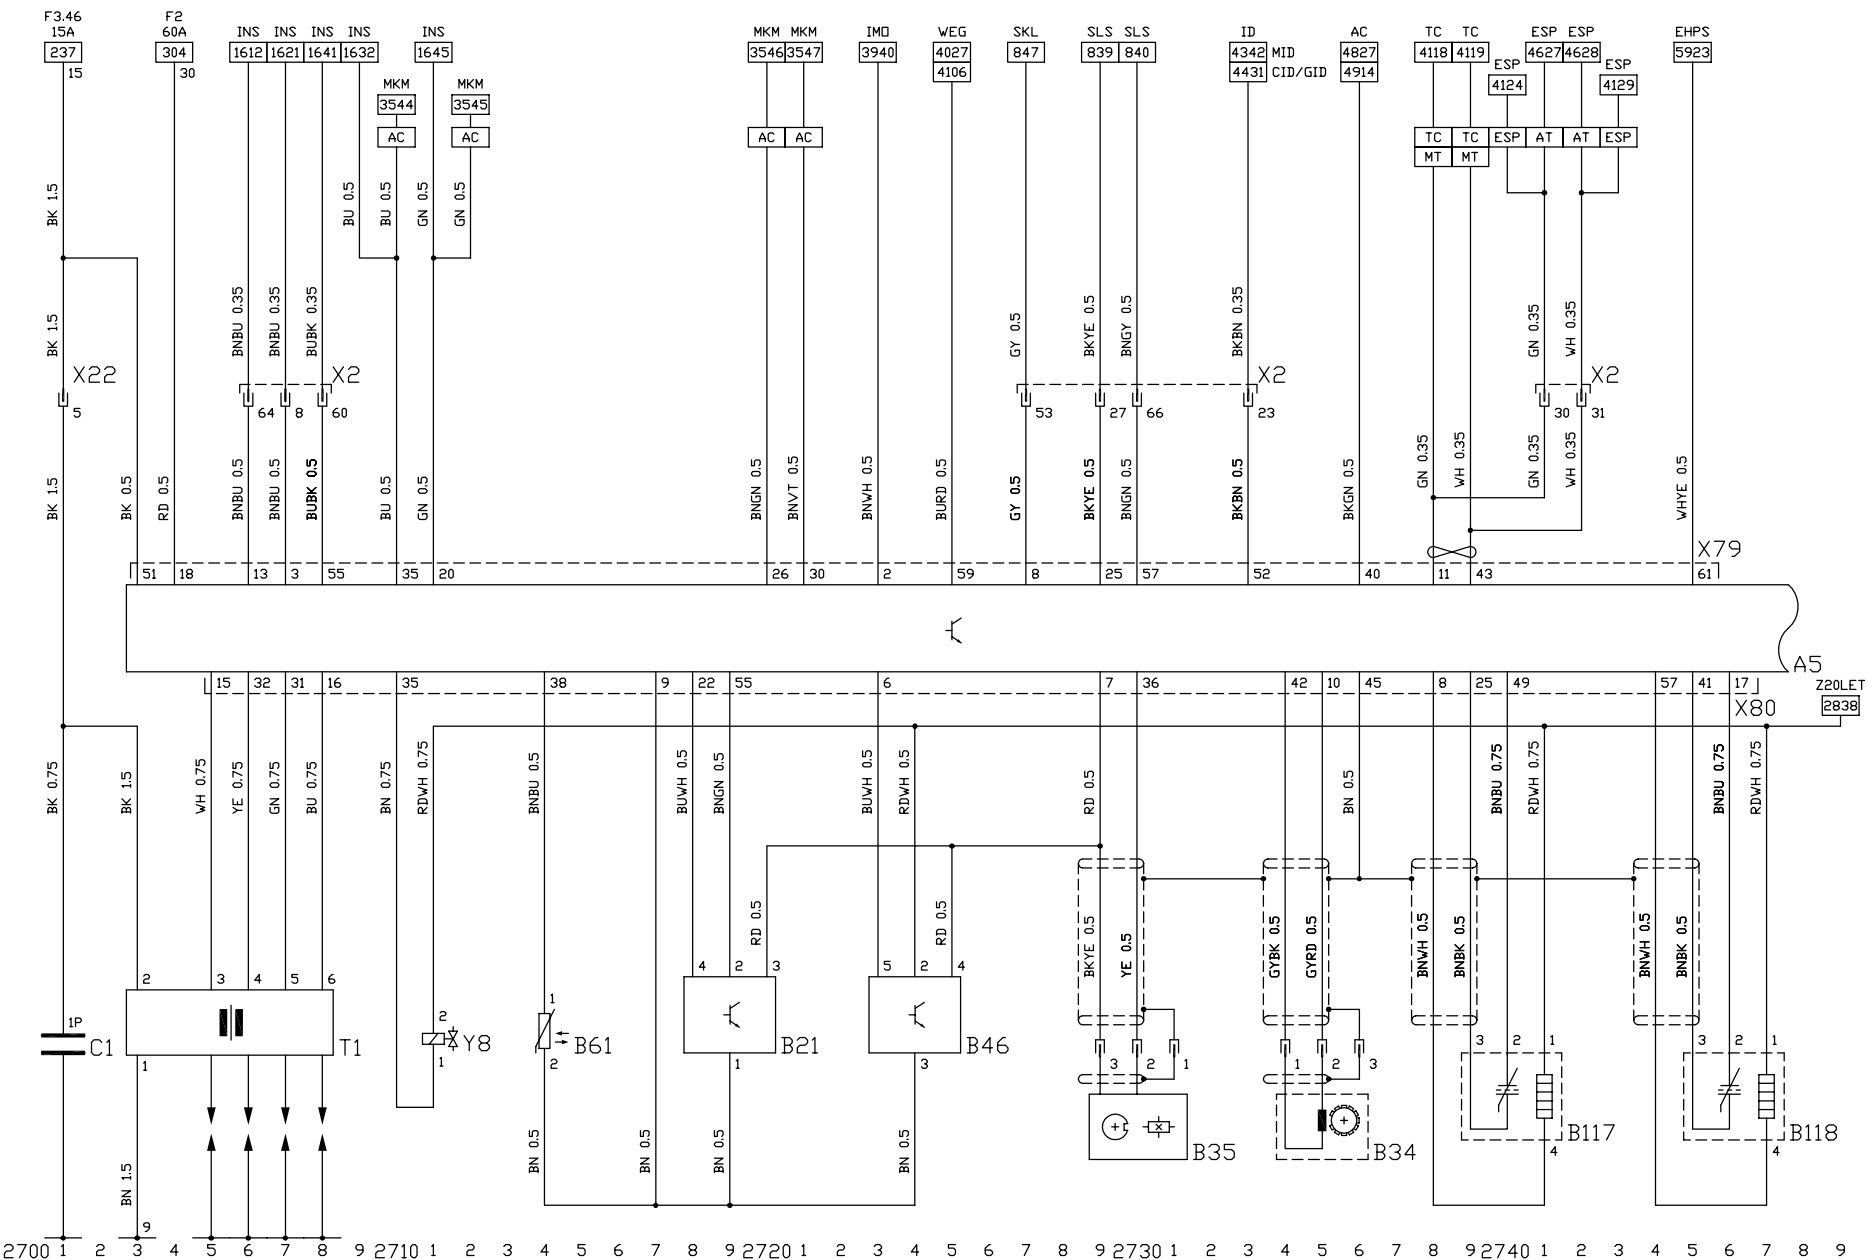 F3.46 F2
15A 60A INS INS INS INS INS MKM MKM IMO WEG SKL SLS SLS ID AC TC TC ESP ESP EHPS
237 304 1612 1621 1641 1632 1645 3546 3547 3940 4027 847 839 840 4342 MID 4827 4118 4119 4627 4628 5923
15 30 4106 4431 CID/GID 4914 ESP ESP
MKM MKM 4124 4129
3544 3545
AC AC AC AC TC TC ESP AT AT ESP
MT MT
BK 1.5 BU 0.5 BU 0.5 GN 0.5 GN 0.5
BK 1.5 BNBU 0.35 BNBU 0.35 BUBK 0.35 GY 0.5 BKYE 0.5 BNGY 0.5 BKBN 0.35 GN 0.35 WH 0.35
X22 X2 X2 X2
5 64 8 60 53 27 66 23 30 31
BK 1.5 BK 0.5 RD 0.5 BNBU 0.5 BNBU 0.5 BUBK 0.5 BU 0.5 GN 0.5 BNGN 0.5 BNVT 0.5 BNWH 0.5 BURD 0.5 GY 0.5 BKYE 0.5 BNGN 0.5 BKBN 0.5 BKGN 0.5 GN 0.35 WH 0.35 GN 0.35 WH 0.35 WHYE 0.5
X79
51 18 13 3 55 35 20 26 30 2 59 8 25 57 52 40 11 43 61
A5
15 32 31 16 35 38 9 22 55 6 7 36 42 10 45 8 25 49 57 41 17
Z20LET
2838
X80
BK 0.75 BK 1.5 WH 0.75 YE 0.75 GN 0.75 BU 0.75 BN 0.75 RDWH 0.75 BNBU 0.5 BUWH 0.5 BNGN 0.5 BUWH 0.5 RDWH 0.5 RD 0.5 BN 0.5 BNBU 0.75 RDWH 0.75 BNBU 0.75 RDWH 0.75
RD 0.5 RD 0.5 BKYE 0.5 YE 0.5 GYBK 0.5 GYRD 0.5 BNWH 0.5 BNBK 0.5 BNWH 0.5 BNBK 0.5
2 3 4 5 6 4 2 3 5 2 4
1P 2 1
C1 T1 Y8 B61 B21 B46 3 2 1 3 2 1
1 1 2 1 3 3 2 1 1 2 3
B35 B34 B117 B118
4 4
BN 1.5 BN 0.5 BN 0.5 BN 0.5 BN 0.5
9
2700 1 2 3 4 5 6 7 8 9 2710 1 2 3 4 5 6 7 8 9 2720 1 2 3 4 5 6 7 8 9 2730 1 2 3 4 5 6 7 8 9 2740 1 2 3 4 5 6 7 8 9